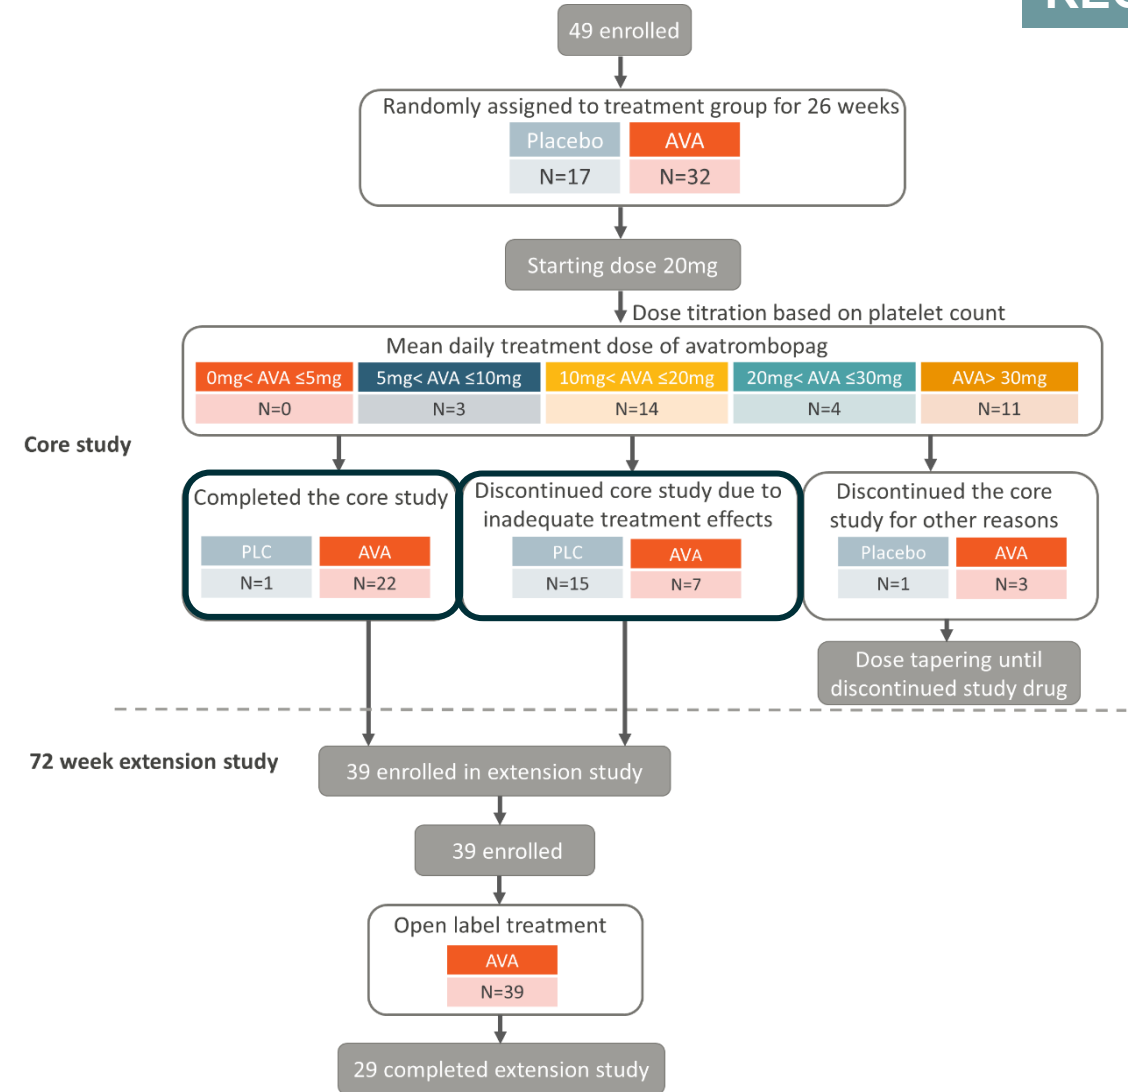 49 enrolled
Randomly assigned to treatment group for 26 weeks
Placebo AVA
N=17 N=32
Starting dose 20mg
Dose titration based on platelet count
Mean daily treatment dose of avatrombopag
0mg< AVA ≤5mg 5mg< AVA ≤10mg 10mg< AVA ≤20mg 20mg< AVA ≤30mg AVA> 30mg
N=0 N=3 N=14 N=4 N=11
Core study
Completed the core study
PLC AVA
N=1 N=22
Discontinued core study due to
inadequate treatment effects
PLC AVA
N=15 N=7
Discontinued the core
study for other reasons
Placebo AVA
N=1 N=3
Dose tapering until
discontinued study drug
72 week extension study
39 enrolled in extension study
39 enrolled
Open label treatment
AVA
N=39
29 completed extension study